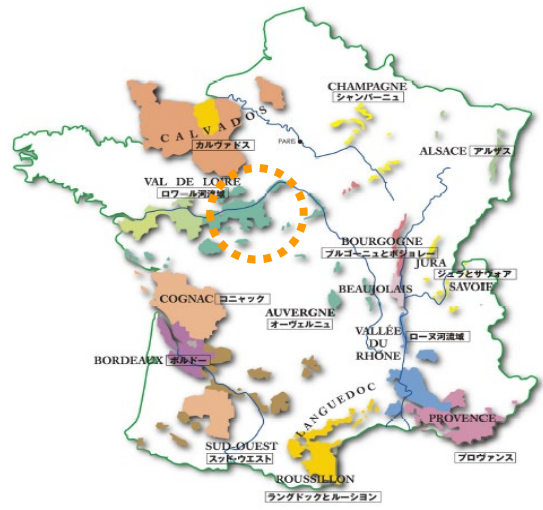 CHAMPAGNE
シャンパーニュ
CALVADOS
カルヴァドス
PARIS
ALSACE アルザス
VAL DE LOIRE
ロワール河流域
BOURGOGNE
ブルゴーニュとボジョレー
JURA
ジュラとサヴォア
SAVOIE
BEAUJOLAIS
COGNAC コニャック
AUVERGNE
オーヴェルニュ
VALLÉE
DU
RHÔNE
ローヌ河流域
BORDEAUX ボルドー
LANGUEDOC
PROVENCE
プロヴァンス
SUD-OUEST
スッド・ウエスト
ROUSSILLON
ラングドックとルーション